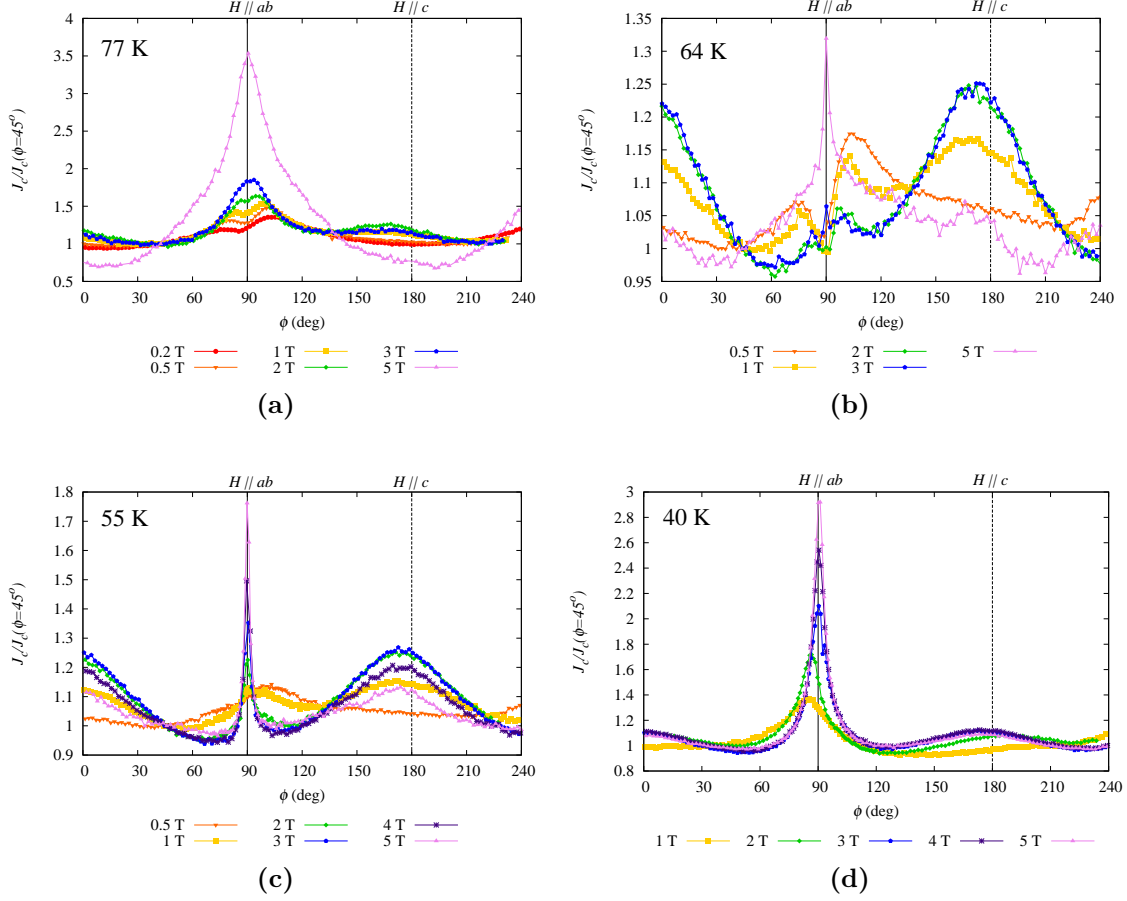 H // ab H // c
77 K
J_c/J_c(ϕ=45°)
4
3.5
3
2.5
2
1.5
1
0.5
0 30 60 90 120 150 180 210 240
ϕ (deg)
0.2 T 1 T 3 T
0.5 T 2 T 5 T
(a)
H // ab H // c
64 K
J_c/J_c(ϕ=45°)
1.35
1.3
1.25
1.2
1.15
1.1
1.05
1
0.95
0 30 60 90 120 150 180 210 240
ϕ (deg)
0.5 T 2 T 5 T
1 T 3 T
(b)
H // ab H // c
55 K
J_c/J_c(ϕ=45°)
1.8
1.7
1.6
1.5
1.4
1.3
1.2
1.1
1
0.9
0 30 60 90 120 150 180 210 240
ϕ (deg)
0.5 T 2 T 4 T
1 T 3 T 5 T
(c)
H // ab H // c
40 K
J_c/J_c(ϕ=45°)
3
2.8
2.6
2.4
2.2
2
1.8
1.6
1.4
1.2
1
0.8
0 30 60 90 120 150 180 210 240
ϕ (deg)
1 T 2 T 3 T 4 T 5 T
(d)